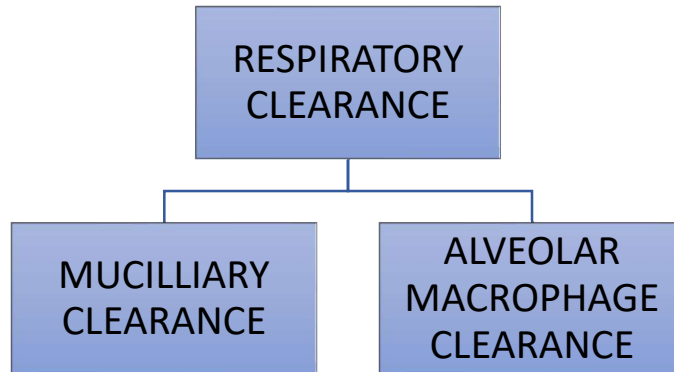 RESPIRATORY
CLEARANCE
MUCILLIARY
CLEARANCE
ALVEOLAR
MACROPHAGE
CLEARANCE